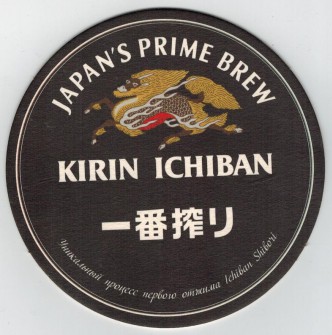 JAPAN'S PRIME BREW
KIRIN ICHIBAN
一番搾り
Уникальный процесс первого отжима Ichiban Shibori